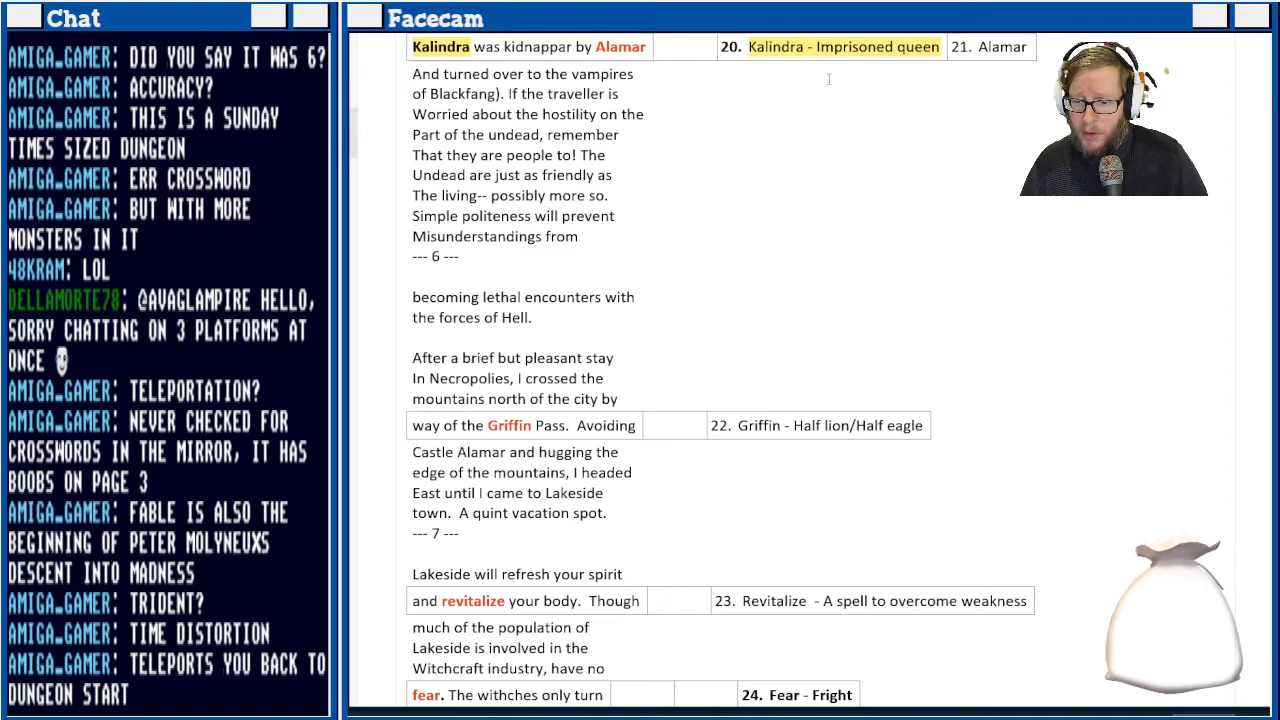 Chat
AMIGA_GAMER: DID YOU SAY IT WAS 6?
AMIGA_GAMER: ACCURACY?
AMIGA_GAMER: THIS IS A SUNDAY
TIMES SIZED DUNGEON
AMIGA_GAMER: ERR CROSSWORD
AMIGA_GAMER: BUT WITH MORE
MONSTERS IN IT
48KRAM: LOL
DELLAMORTE78: @AVAGLAMPIRE HELLO,
SORRY CHATTING ON 3 PLATFORMS AT
ONCE
AMIGA_GAMER: TELEPORTATION?
AMIGA_GAMER: NEVER CHECKED FOR
CROSSWORDS IN THE MIRROR, IT HAS
BOOBS ON PAGE 3
AMIGA_GAMER: FABLE IS ALSO THE
BEGINNING OF PETER MOLYNEUXS
DESCENT INTO MADNESS
AMIGA_GAMER: TRIDENT?
AMIGA_GAMER: TIME DISTORTION
AMIGA_GAMER: TELEPORTS YOU BACK TO
DUNGEON START
Facecam
Kalindra was kidnappar by Alamar 20. Kalindra - Imprisoned queen 21. Alamar
And turned over to the vampires
of Blackfang). If the traveller is
Worried about the hostility on the
Part of the undead, remember
That they are people to! The
Undead are just as friendly as
The living-- possibly more so.
Simple politeness will prevent
Misunderstandings from
--- 6 ---
becoming lethal encounters with
the forces of Hell.
After a brief but pleasant stay
In Necropolies, I crossed the
mountains north of the city by
way of the Griffin Pass. Avoiding 22. Griffin - Half lion/Half eagle
Castle Alamar and hugging the
edge of the mountains, I headed
East until I came to Lakeside
town. A quint vacation spot.
--- 7 ---
Lakeside will refresh your spirit
and revitalize your body. Though 23. Revitalize - A spell to overcome weakness
much of the population of
Lakeside is involved in the
Witchcraft industry, have no
fear. The withches only turn 24. Fear - Fright